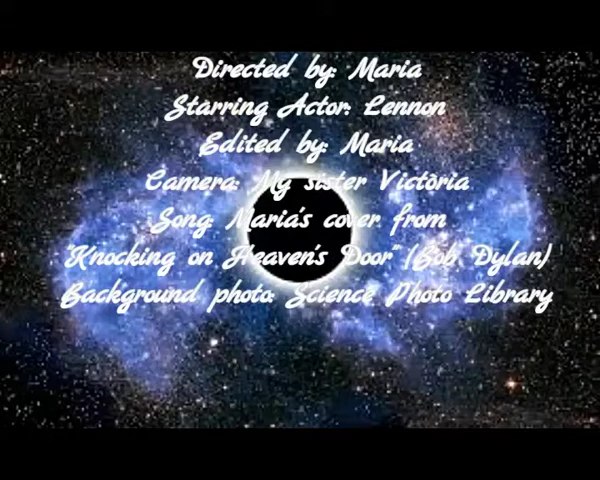 Directed by: Maria
Starring Actor: Lennon
Edited by: Maria
Camera: My sister Victoria
Song: Maria's cover from
"Knocking on Heaven's Door" (Bob Dylan)
Background photo: Science Photo Library